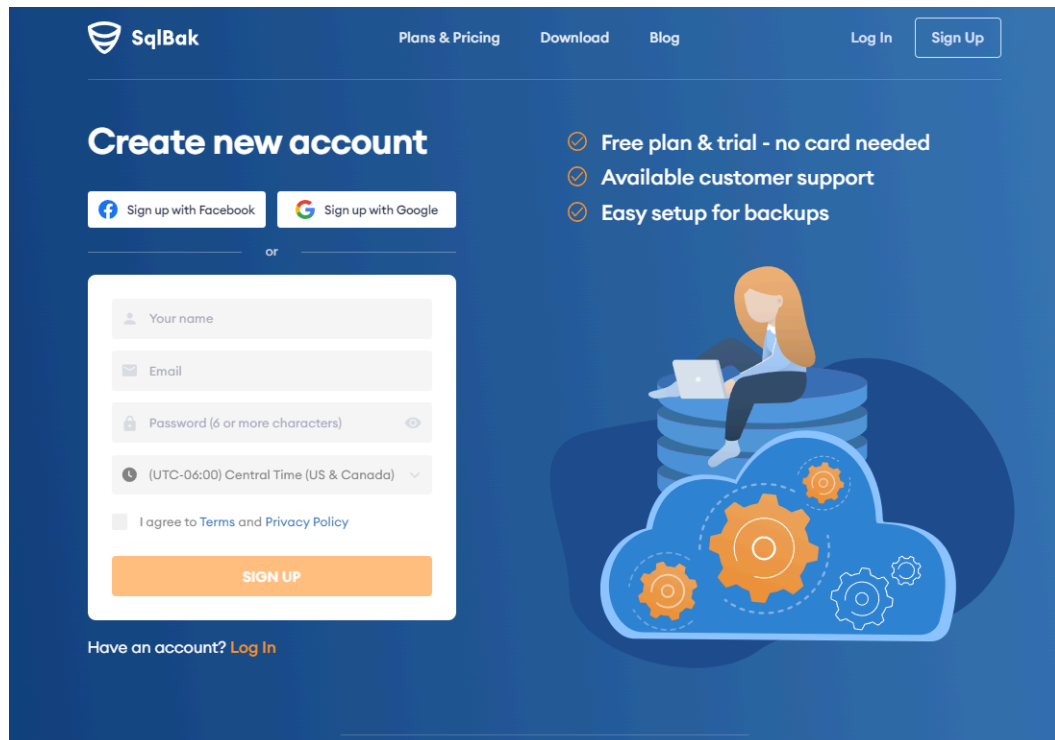 SqlBak
Plans & Pricing
Download
Blog
Log In
Sign Up
Create new account
Sign up with Facebook
Sign up with Google
or
Your name
Email
Password (6 or more characters)
(UTC-06:00) Central Time (US & Canada)
I agree to Terms and Privacy Policy
SIGN UP
Have an account? Log In
Free plan & trial - no card needed
Available customer support
Easy setup for backups